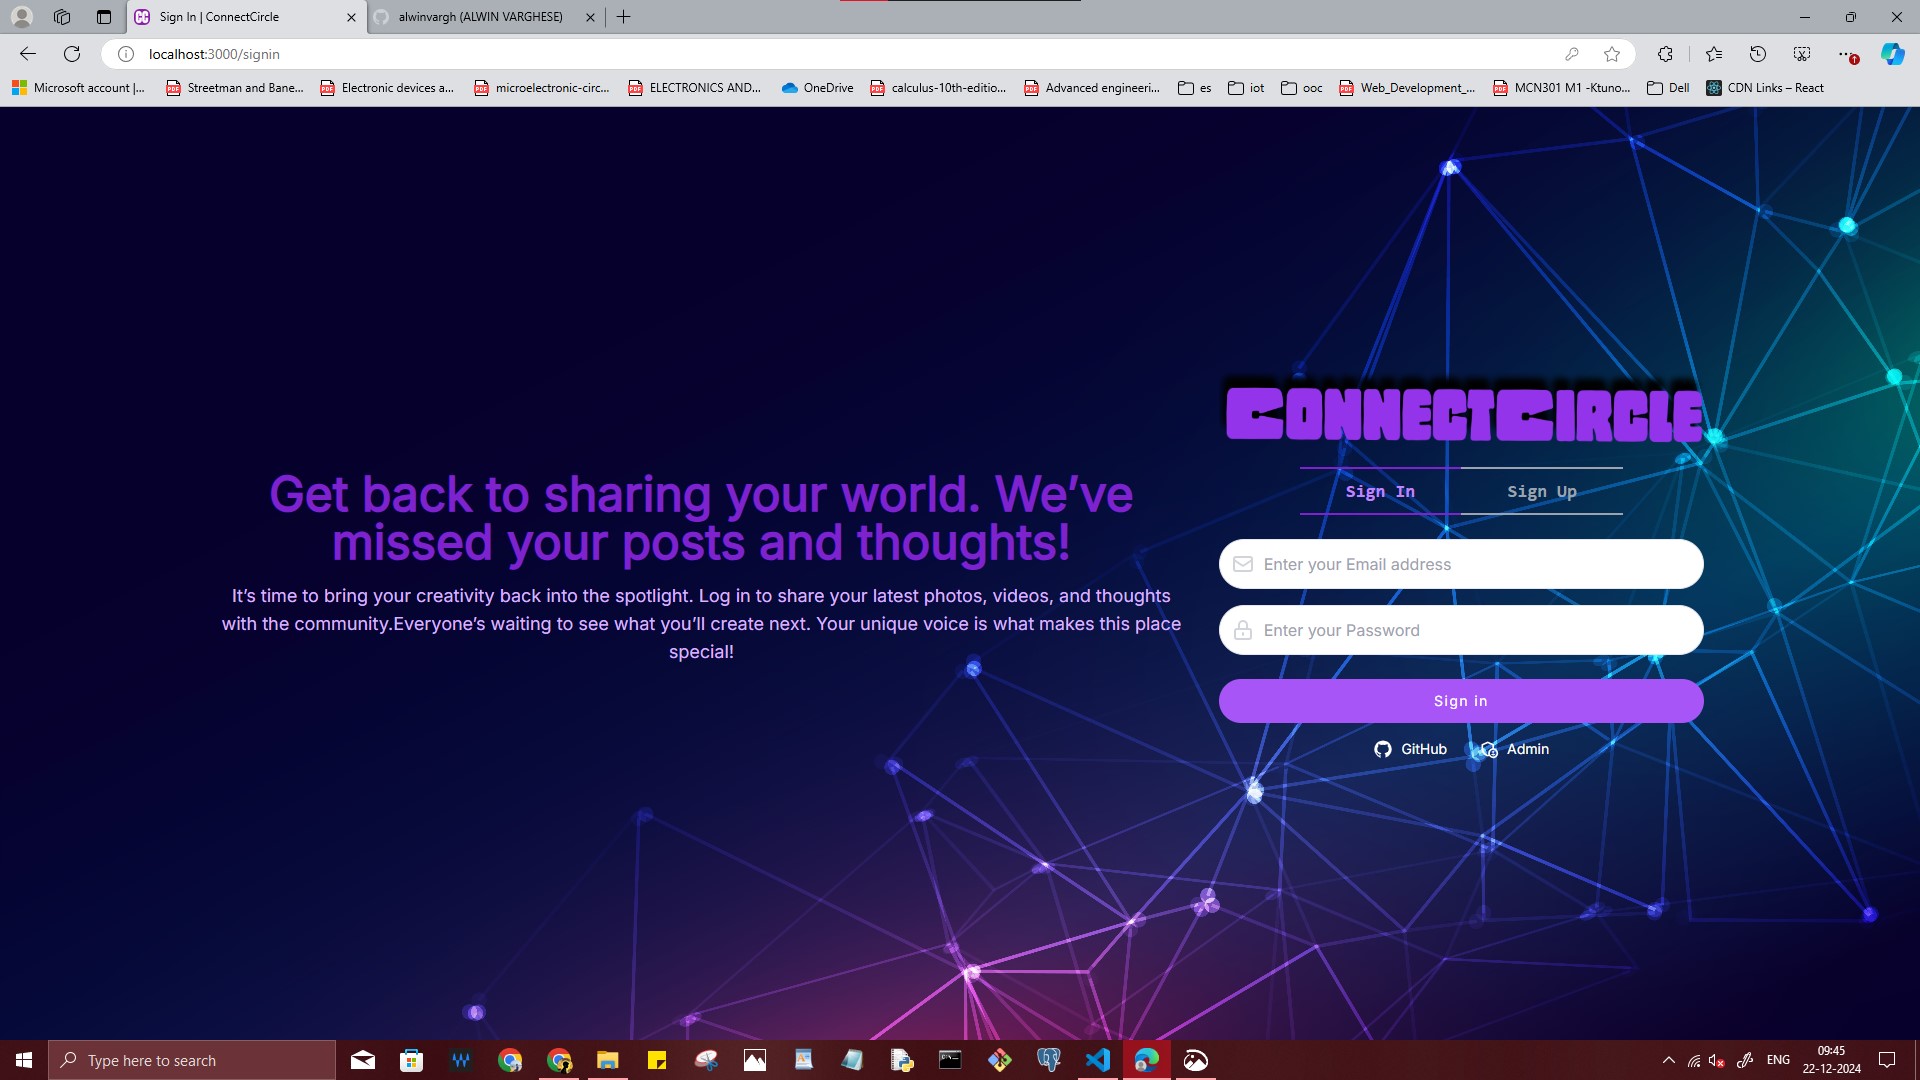 Sign In | ConnectCircle
alwinvargh (ALWIN VARGHESE)
localhost:3000/signin
Microsoft account |...
Streetman and Bane...
Electronic devices a...
microelectronic-circ...
ELECTRONICS AND...
OneDrive
calculus-10th-editio...
Advanced engineeri...
es
iot
ooc
Web_Development_...
MCN301 M1 -Ktuno...
Dell
CDN Links – React
Get back to sharing your world. We’ve
missed your posts and thoughts!
It’s time to bring your creativity back into the spotlight. Log in to share your latest photos, videos, and thoughts
with the community.Everyone’s waiting to see what you’ll create next. Your unique voice is what makes this place
special!
CONNECTCIRCLE
Sign In
Sign Up
Enter your Email address
Enter your Password
Sign in
GitHub
Admin
Type here to search
ENG
09:45
22-12-2024